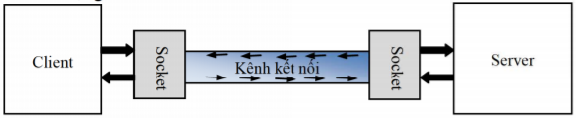 Client
Socket
Kênh kết nối
Socket
Server